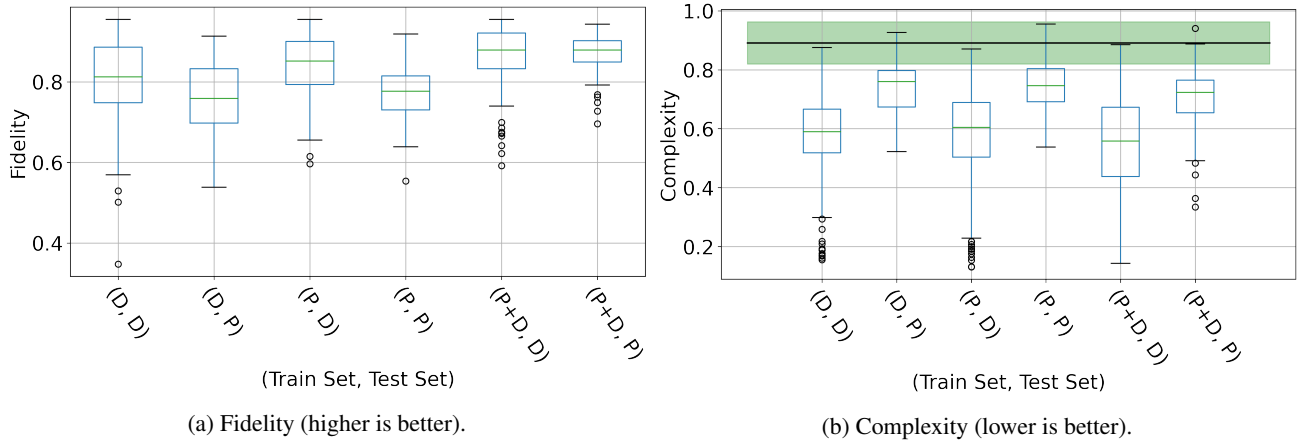 Fidelity
0.8
0.6
0.4
(D, D)
(D, P)
(P, D)
(P, P)
(P+D, D)
(P+D, P)
(Train Set, Test Set)
(a) Fidelity (higher is better).
Complexity
1.0
0.8
0.6
0.4
0.2
(D, D)
(D, P)
(P, D)
(P, P)
(P+D, D)
(P+D, P)
(Train Set, Test Set)
(b) Complexity (lower is better).